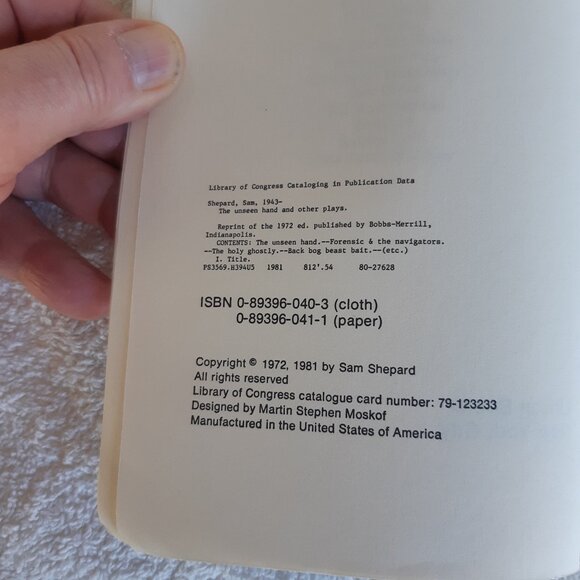 Library of Congress Cataloging in Publication Data
Shepard, Sam, 1943-
The unseen hand and other plays.
Reprint of the 1972 ed. published by Bobbs-Merrill,
Indianapolis.
CONTENTS: The unseen hand.--Forensic & the navigators.
--The holy ghostly.--Back bog beast bait.--(etc.)
I. Title.
PS3569.H394U5 1981 812'.54 80-27628
ISBN 0-89396-040-3 (cloth)
0-89396-041-1 (paper)
Copyright © 1972, 1981 by Sam Shepard
All rights reserved
Library of Congress catalogue card number: 79-123233
Designed by Martin Stephen Moskof
Manufactured in the United States of America